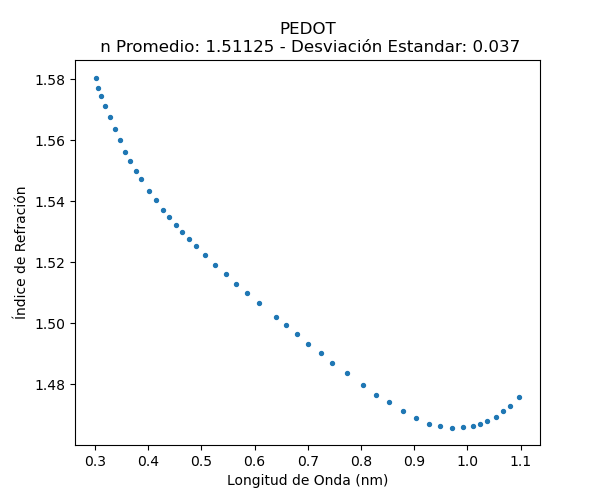 PEDOT
n Promedio: 1.51125 - Desviación Estandar: 0.037
1.58
1.56
1.54
1.52
1.50
1.48
Índice de Refración
0.3 0.4 0.5 0.6 0.7 0.8 0.9 1.0 1.1
Longitud de Onda (nm)